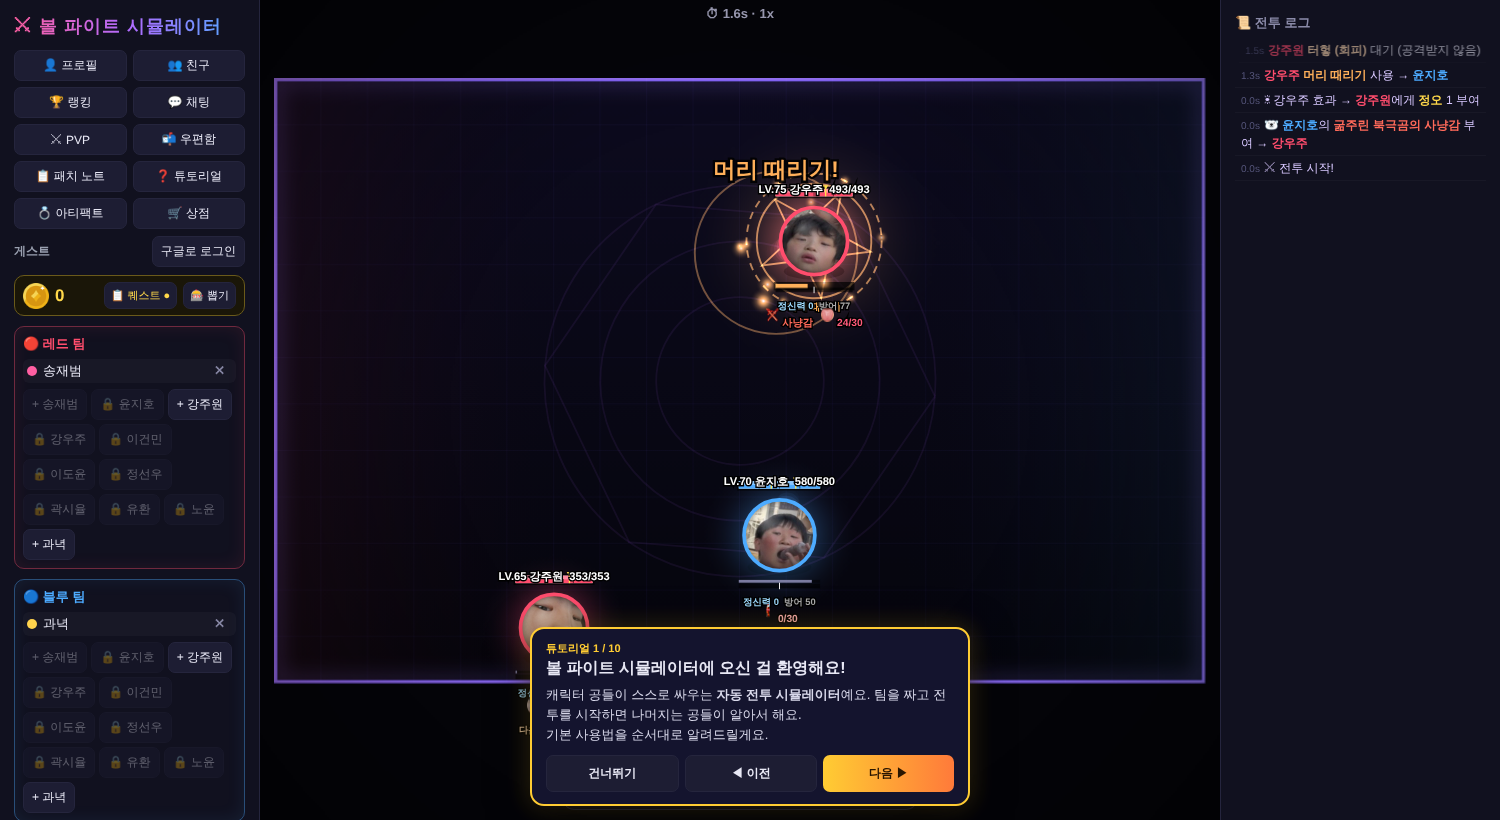 ⚔ 볼 파이트 시뮬레이터
👤 프로필
👥 친구
🏆 랭킹
💬 채팅
⚔ PVP
📬 우편함
📋 패치 노트
❓ 튜토리얼
💍 아티팩트
🛒 상점
게스트
구글로 로그인
0
📋 퀘스트 ●
🎰 뽑기
🔴 레드 팀
송재범 ✕
+ 송재범
🔒 윤지호
+ 강주원
🔒 강우주
🔒 이건민
🔒 이도윤
🔒 정선우
🔒 곽시율
🔒 유환
🔒 노윤
+ 과녁
🔵 블루 팀
과녁 ✕
+ 송재범
🔒 윤지호
+ 강주원
🔒 강우주
🔒 이건민
🔒 이도윤
🔒 정선우
🔒 곽시율
🔒 유환
🔒 노윤
+ 과녁
⏱ 1.6s · 1x
머리 때리기!
LV.75 강우주 493/493
정신력 0 방어 77
사냥감 24/30
LV.70 윤지호 580/580
정신력 0 방어 50
0/30
LV.65 강주원 353/353
튜토리얼 1 / 10
볼 파이트 시뮬레이터에 오신 걸 환영해요!
캐릭터 공들이 스스로 싸우는 자동 전투 시뮬레이터예요. 팀을 짜고 전
투를 시작하면 나머지는 공들이 알아서 해요.
기본 사용법을 순서대로 알려드릴게요.
건너뛰기
◀ 이전
다음 ▶
📜 전투 로그
1.5s 강주원 터헣 (회피) 대기 (공격받지 않음)
1.3s 강우주 머리 때리기 사용 → 윤지호
0.0s 강우주 효과 → 강주원에게 정오 1 부여
0.0s 🐻‍❄️ 윤지호의 굶주린 북극곰의 사냥감 부
여 → 강우주
0.0s ⚔ 전투 시작!